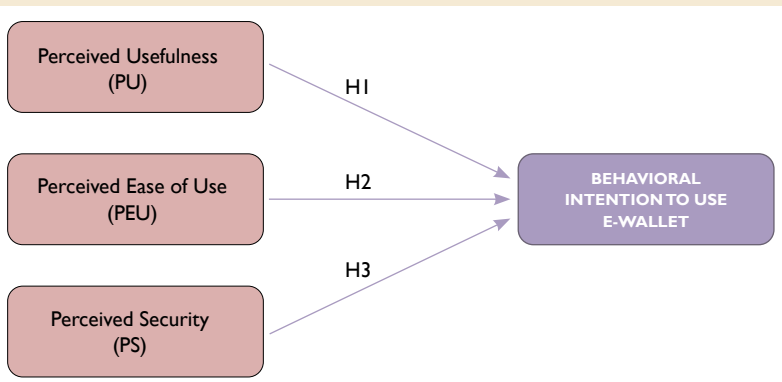 Perceived Usefulness
(PU)
H1
Perceived Ease of Use
(PEU)
H2
BEHAVIORAL
INTENTION TO USE
E-WALLET
H3
Perceived Security
(PS)